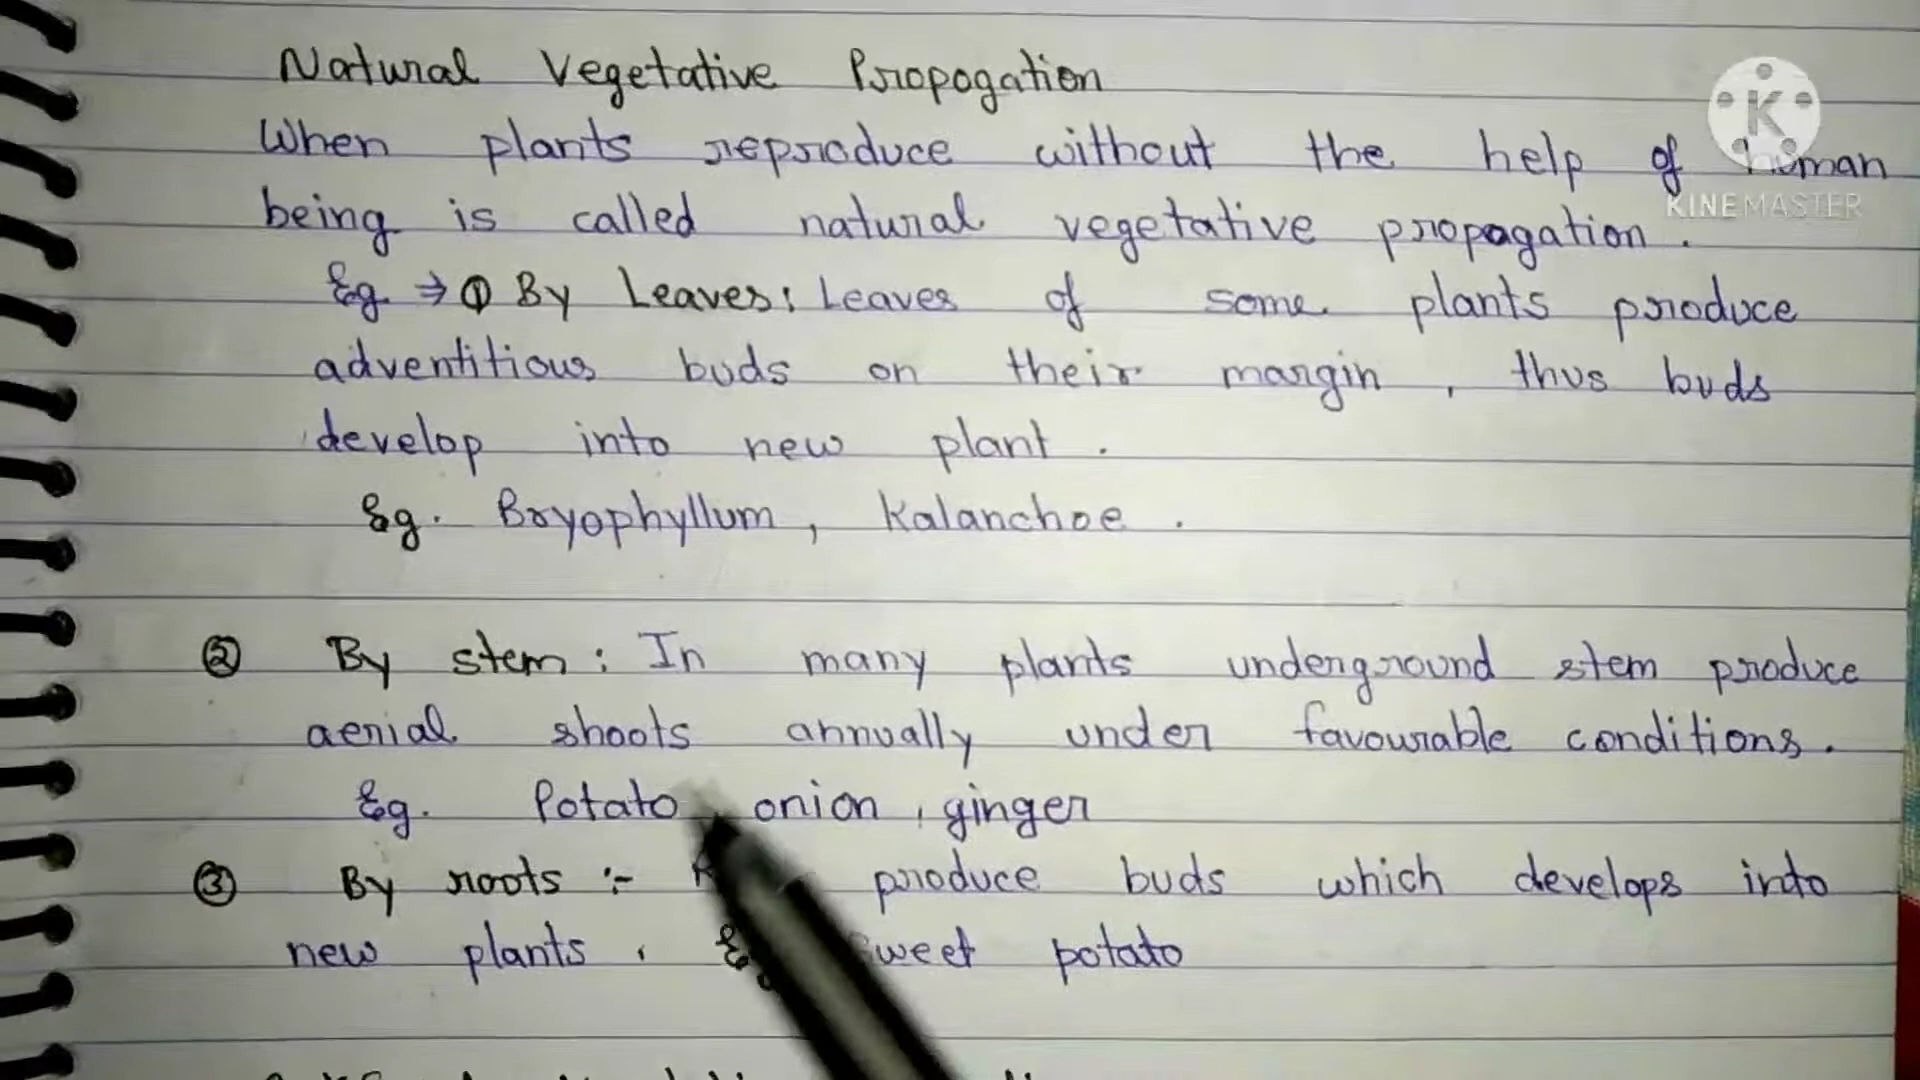 Natural Vegetative Propogation
When plants reproduce without the help of human
being is called natural vegetative propagation.
Eg ⇒ ① By Leaves: Leaves of some plants produce
adventitious buds on their margin, thus buds
develop into new plant.
Eg. Bryophyllum, Kalanchoe.
② By stem: In many plants underground stem produce
aerial shoots annually under favourable conditions.
Eg. Potato onion, ginger
③ By roots :- produce buds which develops into
new plants. sweet potato
K
KINEMASTER